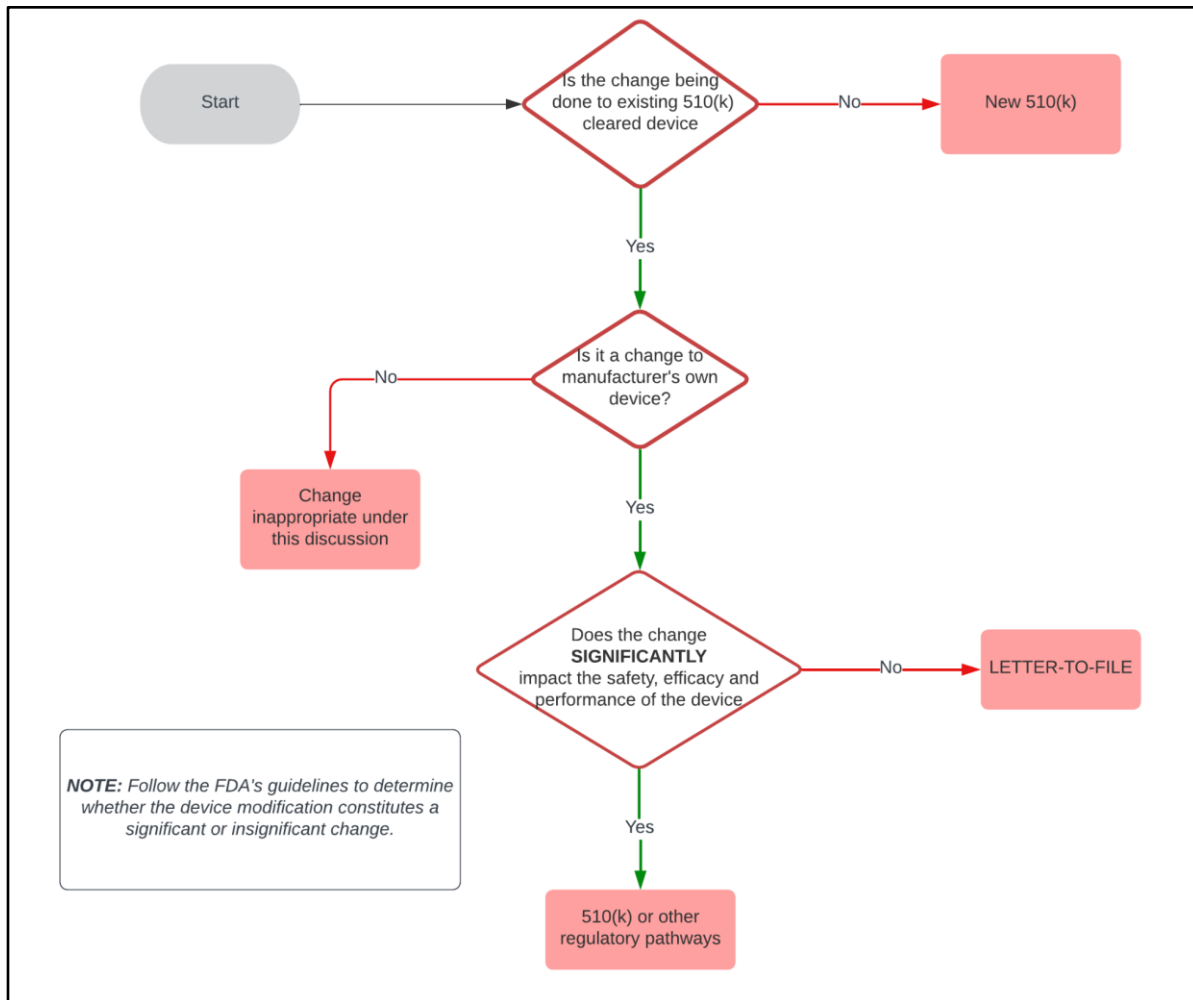 Start
Is the change being
done to existing 510(k)
cleared device
No
New 510(k)
Yes
Is it a change to
manufacturer's own
device?
No
Change
inappropriate under
this discussion
Yes
Does the change
SIGNIFICANTLY
impact the safety, efficacy and
performance of the device
No
LETTER-TO-FILE
NOTE: Follow the FDA's guidelines to determine
whether the device modification constitutes a
significant or insignificant change.
Yes
510(k) or other
regulatory pathways